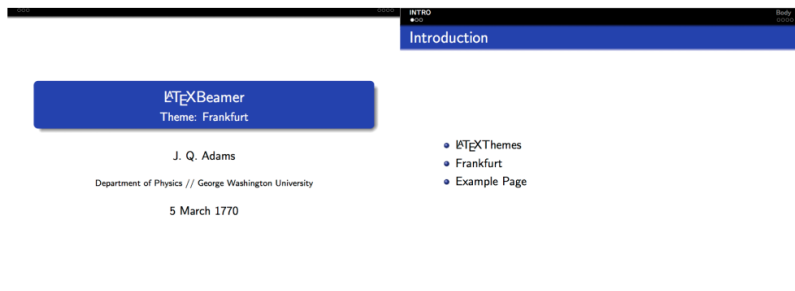 LATEXBeamer
Theme: Frankfurt
J. Q. Adams
Department of Physics // George Washington University
5 March 1770
INTRO
Body
Introduction
LATEXThemes
Frankfurt
Example Page